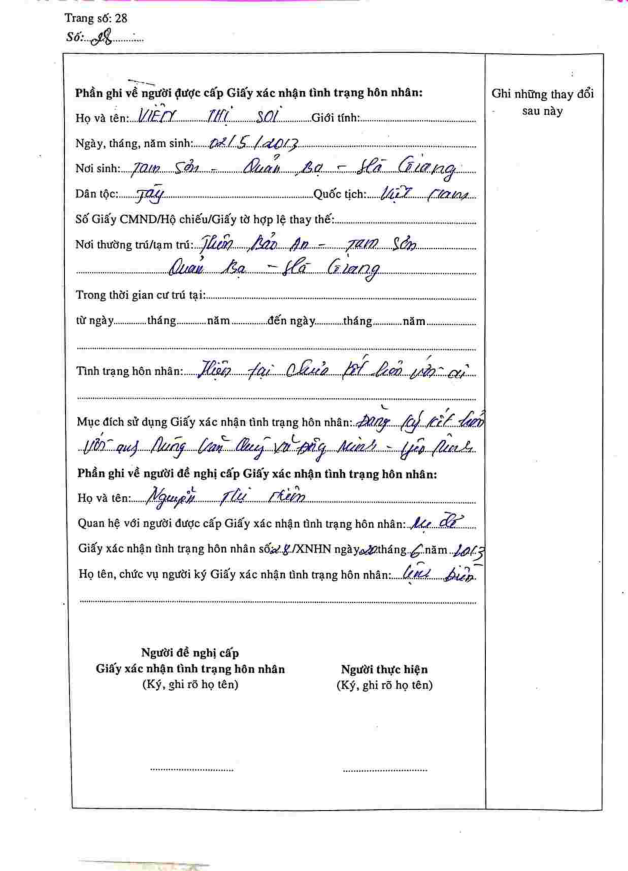 Trang số: 28
Số: 28
Phần ghi về người được cấp Giấy xác nhận tình trạng hôn nhân:
Ghi những thay đổi
sau này
Họ và tên: VIÊN THỊ SOI Giới tính:
Ngày, tháng, năm sinh: 02/5/2013
Nơi sinh: Tam Sơn - Quản Bạ - Hà Giang
Dân tộc: Tày Quốc tịch: Việt Nam
Số Giấy CMND/Hộ chiếu/Giấy tờ hợp lệ thay thế:
Nơi thường trú/tạm trú: Thôn Bảo An - Tam Sơn
Quản Bạ - Hà Giang
Trong thời gian cư trú tại:
từ ngày tháng năm đến ngày tháng năm
Tình trạng hôn nhân: Hiện tại chưa kết hôn với ai
Mục đích sử dụng Giấy xác nhận tình trạng hôn nhân: Đăng ký kết hôn
với Nùng Văn Minh - Yên
Phần ghi về người đề nghị cấp Giấy xác nhận tình trạng hôn nhân:
Họ và tên: Nguyễn Thị
Quan hệ với người được cấp Giấy xác nhận tình trạng hôn nhân: Mẹ đẻ
Giấy xác nhận tình trạng hôn nhân số: 28/XNHN ngày 20 tháng 6 năm 2013
Họ tên, chức vụ người ký Giấy xác nhận tình trạng hôn nhân:
Người đề nghị cấp
Giấy xác nhận tình trạng hôn nhân
(Ký, ghi rõ họ tên)
Người thực hiện
(Ký, ghi rõ họ tên)